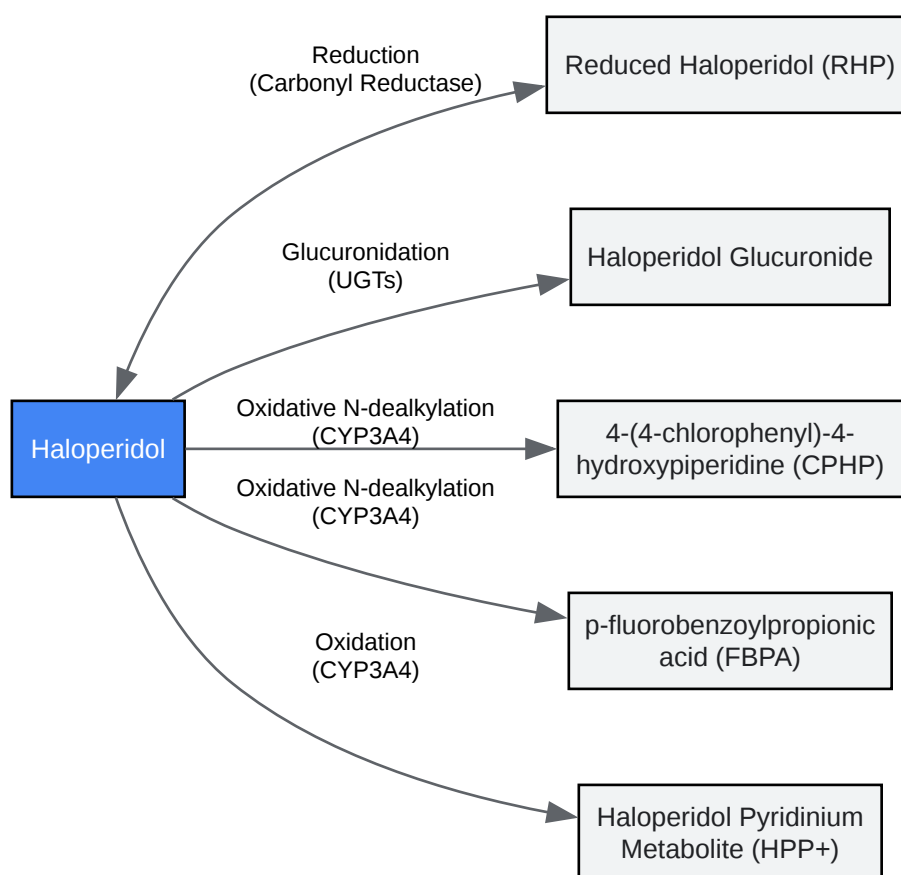 Reduction
(Carbonyl Reductase)
Reduced Haloperidol (RHP)
Glucuronidation
(UGTs)
Haloperidol Glucuronide
Haloperidol
Oxidative N-dealkylation
(CYP3A4)
4-(4-chlorophenyl)-4-
hydroxypiperidine (CPHP)
Oxidative N-dealkylation
(CYP3A4)
p-fluorobenzoylpropionic
acid (FBPA)
Oxidation
(CYP3A4)
Haloperidol Pyridinium
Metabolite (HPP+)